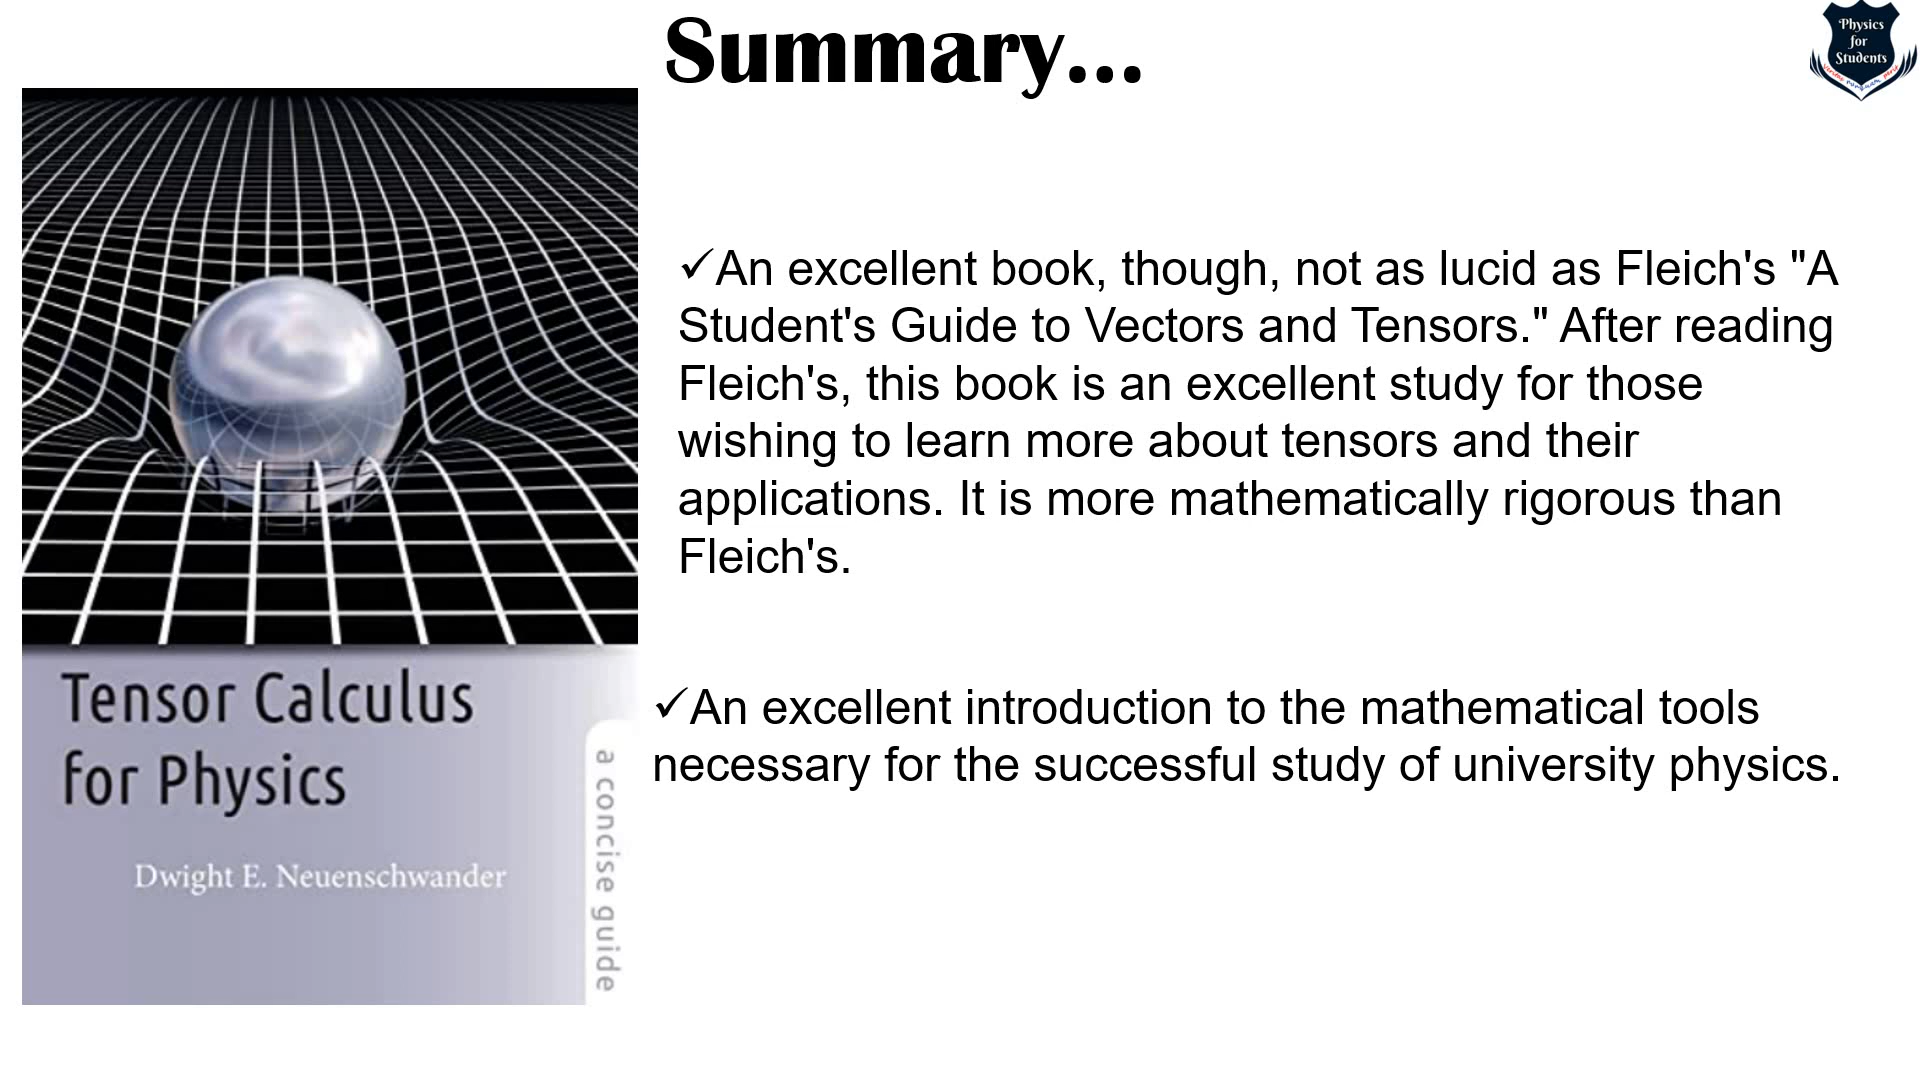 Summary...
Physics
for
Students
✓An excellent book, though, not as lucid as Fleich's "A
Student's Guide to Vectors and Tensors." After reading
Fleich's, this book is an excellent study for those
wishing to learn more about tensors and their
applications. It is more mathematically rigorous than
Fleich's.
✓An excellent introduction to the mathematical tools
necessary for the successful study of university physics.
Tensor Calculus
for Physics
Dwight E. Neuenschwander
a concise guide